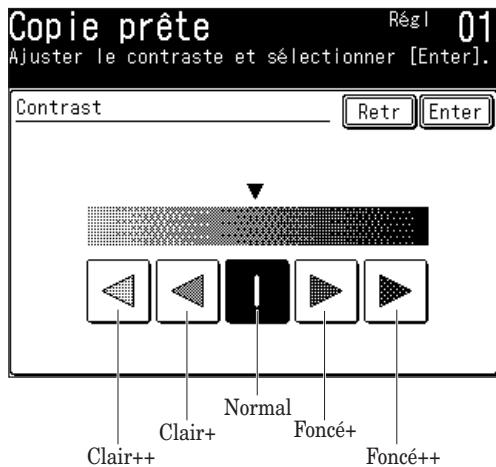 Copie prête Régl 01
Ajuster le contraste et sélectionner [Enter].
Contrast Retr Enter
Normal
Clair+ Foncé+
Clair++ Foncé++